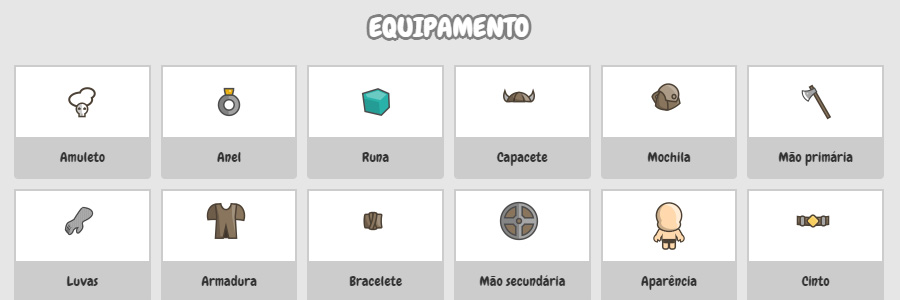 EQUIPAMENTO
Amuleto
Anel
Runa
Capacete
Mochila
Mão primária
Luvas
Armadura
Bracelete
Mão secundária
Aparência
Cinto